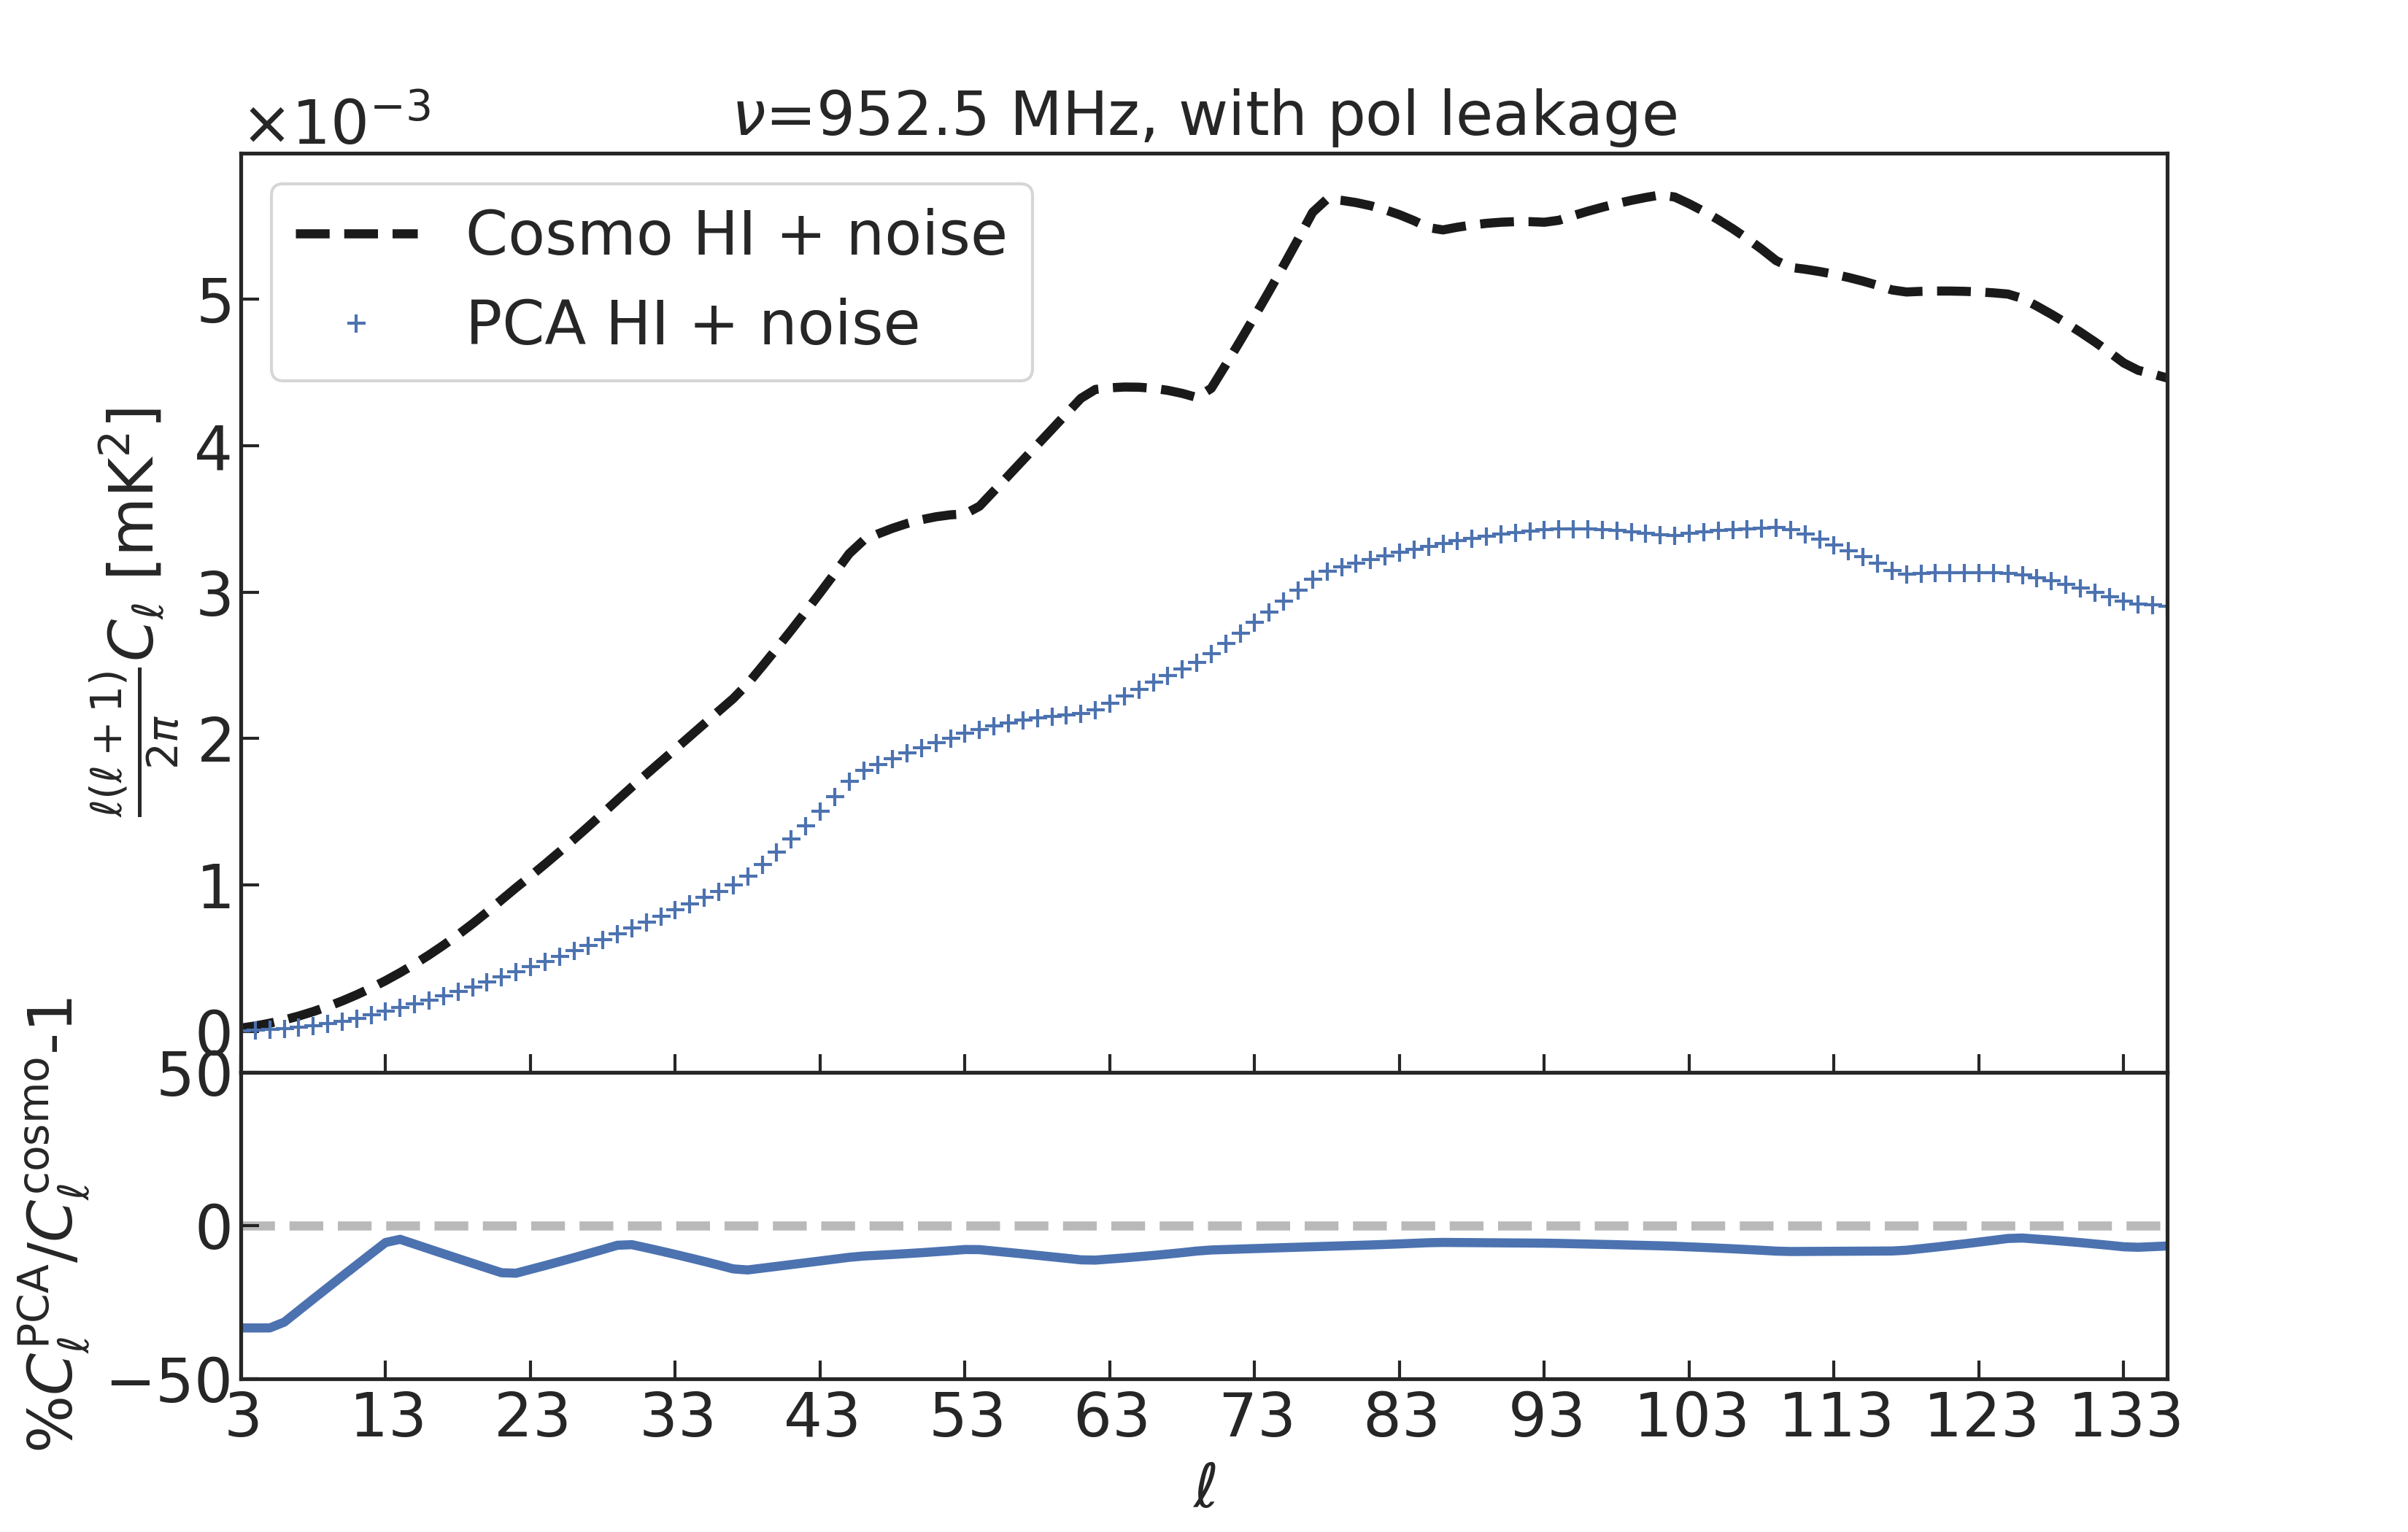 ×10⁻³
ν=952.5 MHz, with pol leakage
Cosmo HI + noise
PCA HI + noise
ℓ(ℓ+1)/2π C_ℓ [mK²]
5
4
3
2
1
0
%C_ℓ^PCA/C_ℓ^cosmo-1
50
0
−50
3 13 23 33 43 53 63 73 83 93 103 113 123 133
ℓ